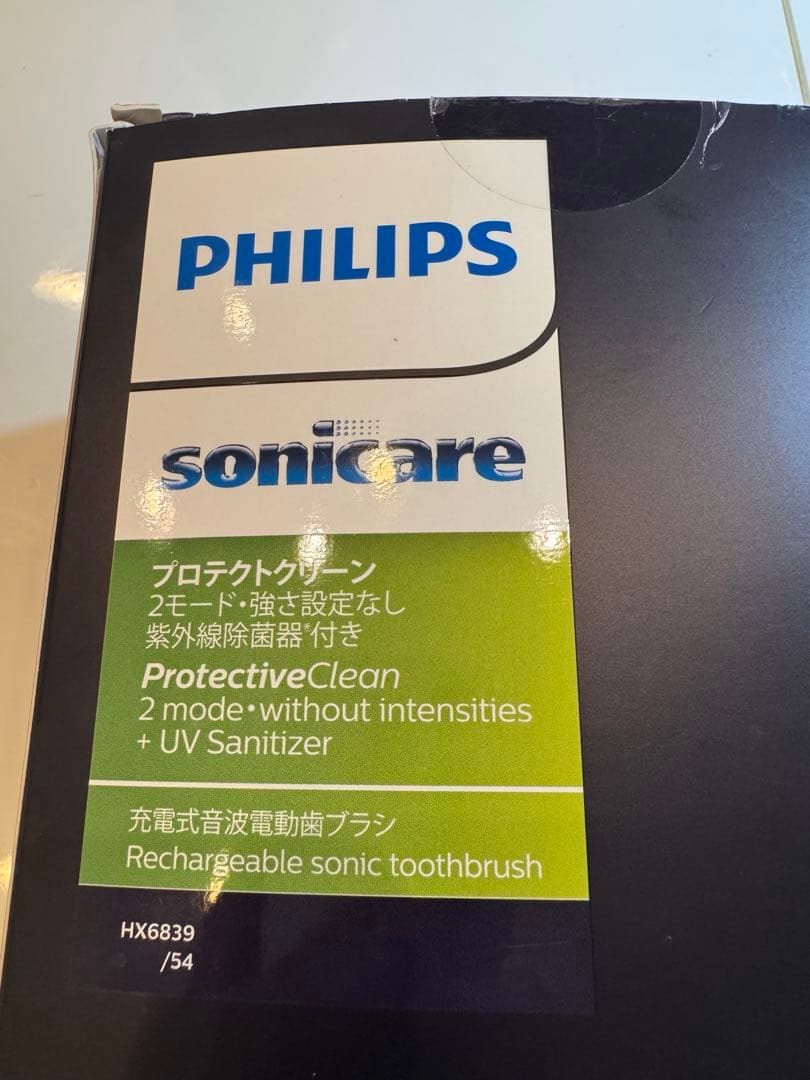 PHILIPS
sonicare
プロテクトクリーン
2モード・強さ設定なし
紫外線除菌器*付き
ProtectiveClean
2 mode・without intensities
+ UV Sanitizer
充電式音波電動歯ブラシ
Rechargeable sonic toothbrush
HX6839
/54